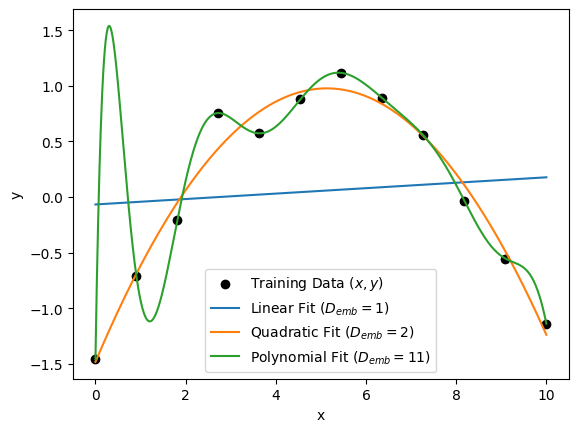 1.5
1.0
0.5
0.0
−0.5
−1.0
−1.5
y
Training Data (x, y)
Linear Fit (D_emb = 1)
Quadratic Fit (D_emb = 2)
Polynomial Fit (D_emb = 11)
0 2 4 6 8 10
x